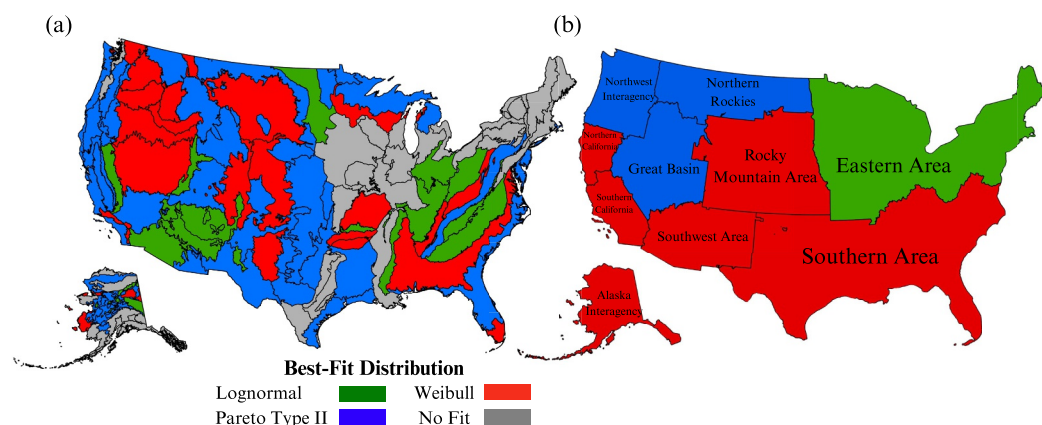 (a)
(b)
Northwest
Interagency
Northern
Rockies
Northern
California
Great Basin
Rocky
Mountain Area
Eastern Area
Southern
California
Southwest Area
Southern Area
Alaska
Interagency
Best-Fit Distribution
Lognormal
Weibull
Pareto Type II
No Fit